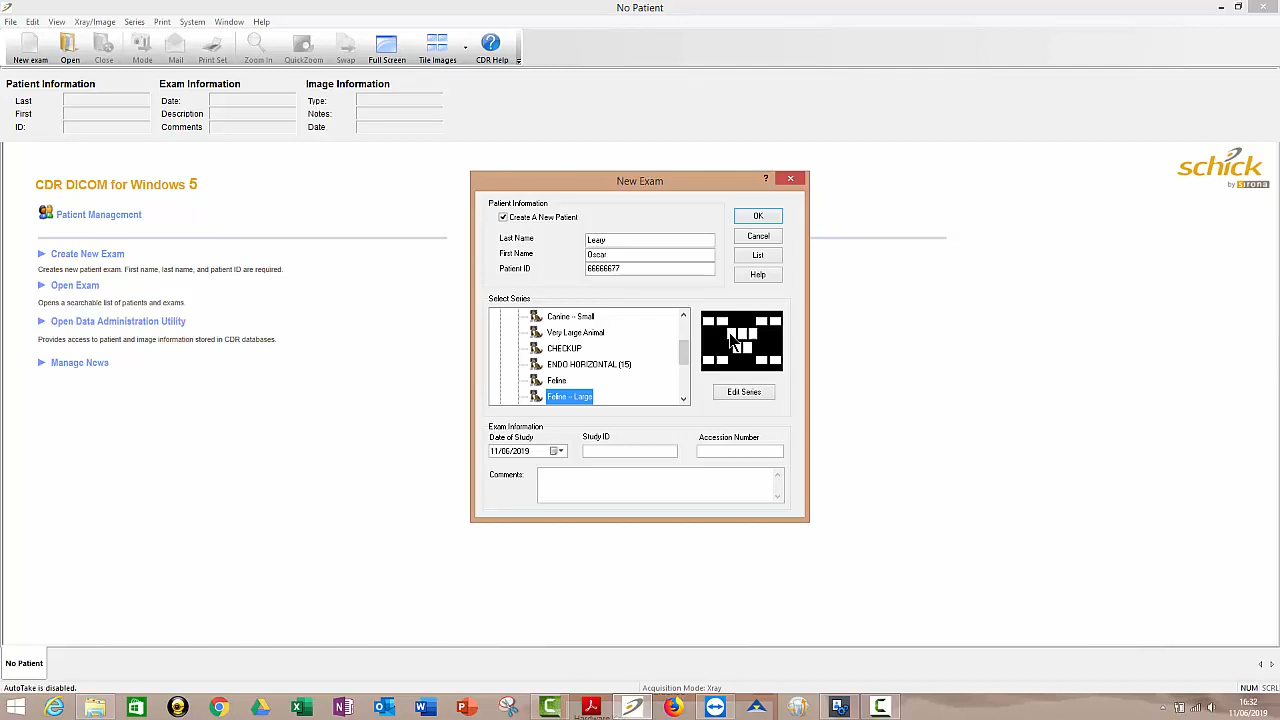 No Patient
File Edit View Xray/Image Series Print System Window Help
New exam Open Close Mode Mail Print Set Zoom In QuickZoom Swap Full Screen Tile Images CDR Help
Patient Information Exam Information Image Information
Last Date: Type:
First Description Notes:
ID: Comments Date
CDR DICOM for Windows 5
schick
by sirona
Patient Management
Create New Exam
Creates new patient exam. First name, last name, and patient ID are required.
Open Exam
Opens a searchable list of patients and exams.
Open Data Administration Utility
Provides access to patient and image information stored in CDR databases.
Manage News
New Exam
?
Patient Information
Create A New Patient
OK
Last Name Leary
Cancel
First Name Oscar
List
Patient ID 66666677
Help
Select Series
Canine -- Small
Very Large Animal
CHECKUP
ENDO HORIZONTAL (15)
Feline
Feline -- Large
Edit Series
Exam Information
Date of Study Study ID Accession Number
11/06/2019
Comments:
No Patient
AutoTake is disabled.
Acquisition Mode: Xray
NUM SCRL
Hardware
16:32
11/06/2019